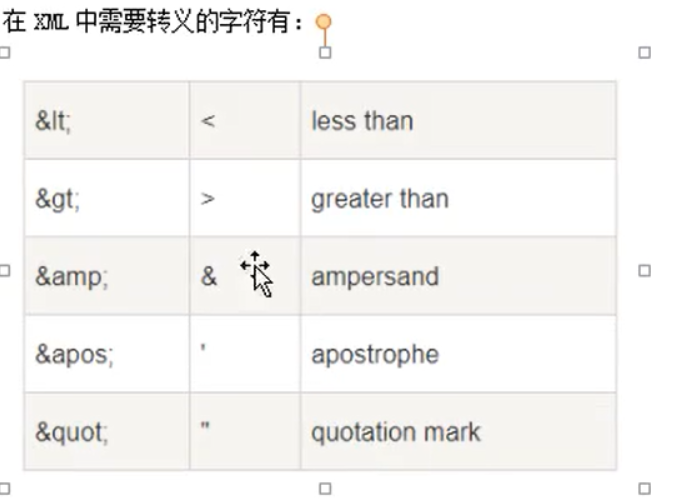 在 XML 中需要转义的字符有：
&lt; < less than
&gt; > greater than
&amp; & ampersand
&apos; ' apostrophe
&quot; " quotation mark